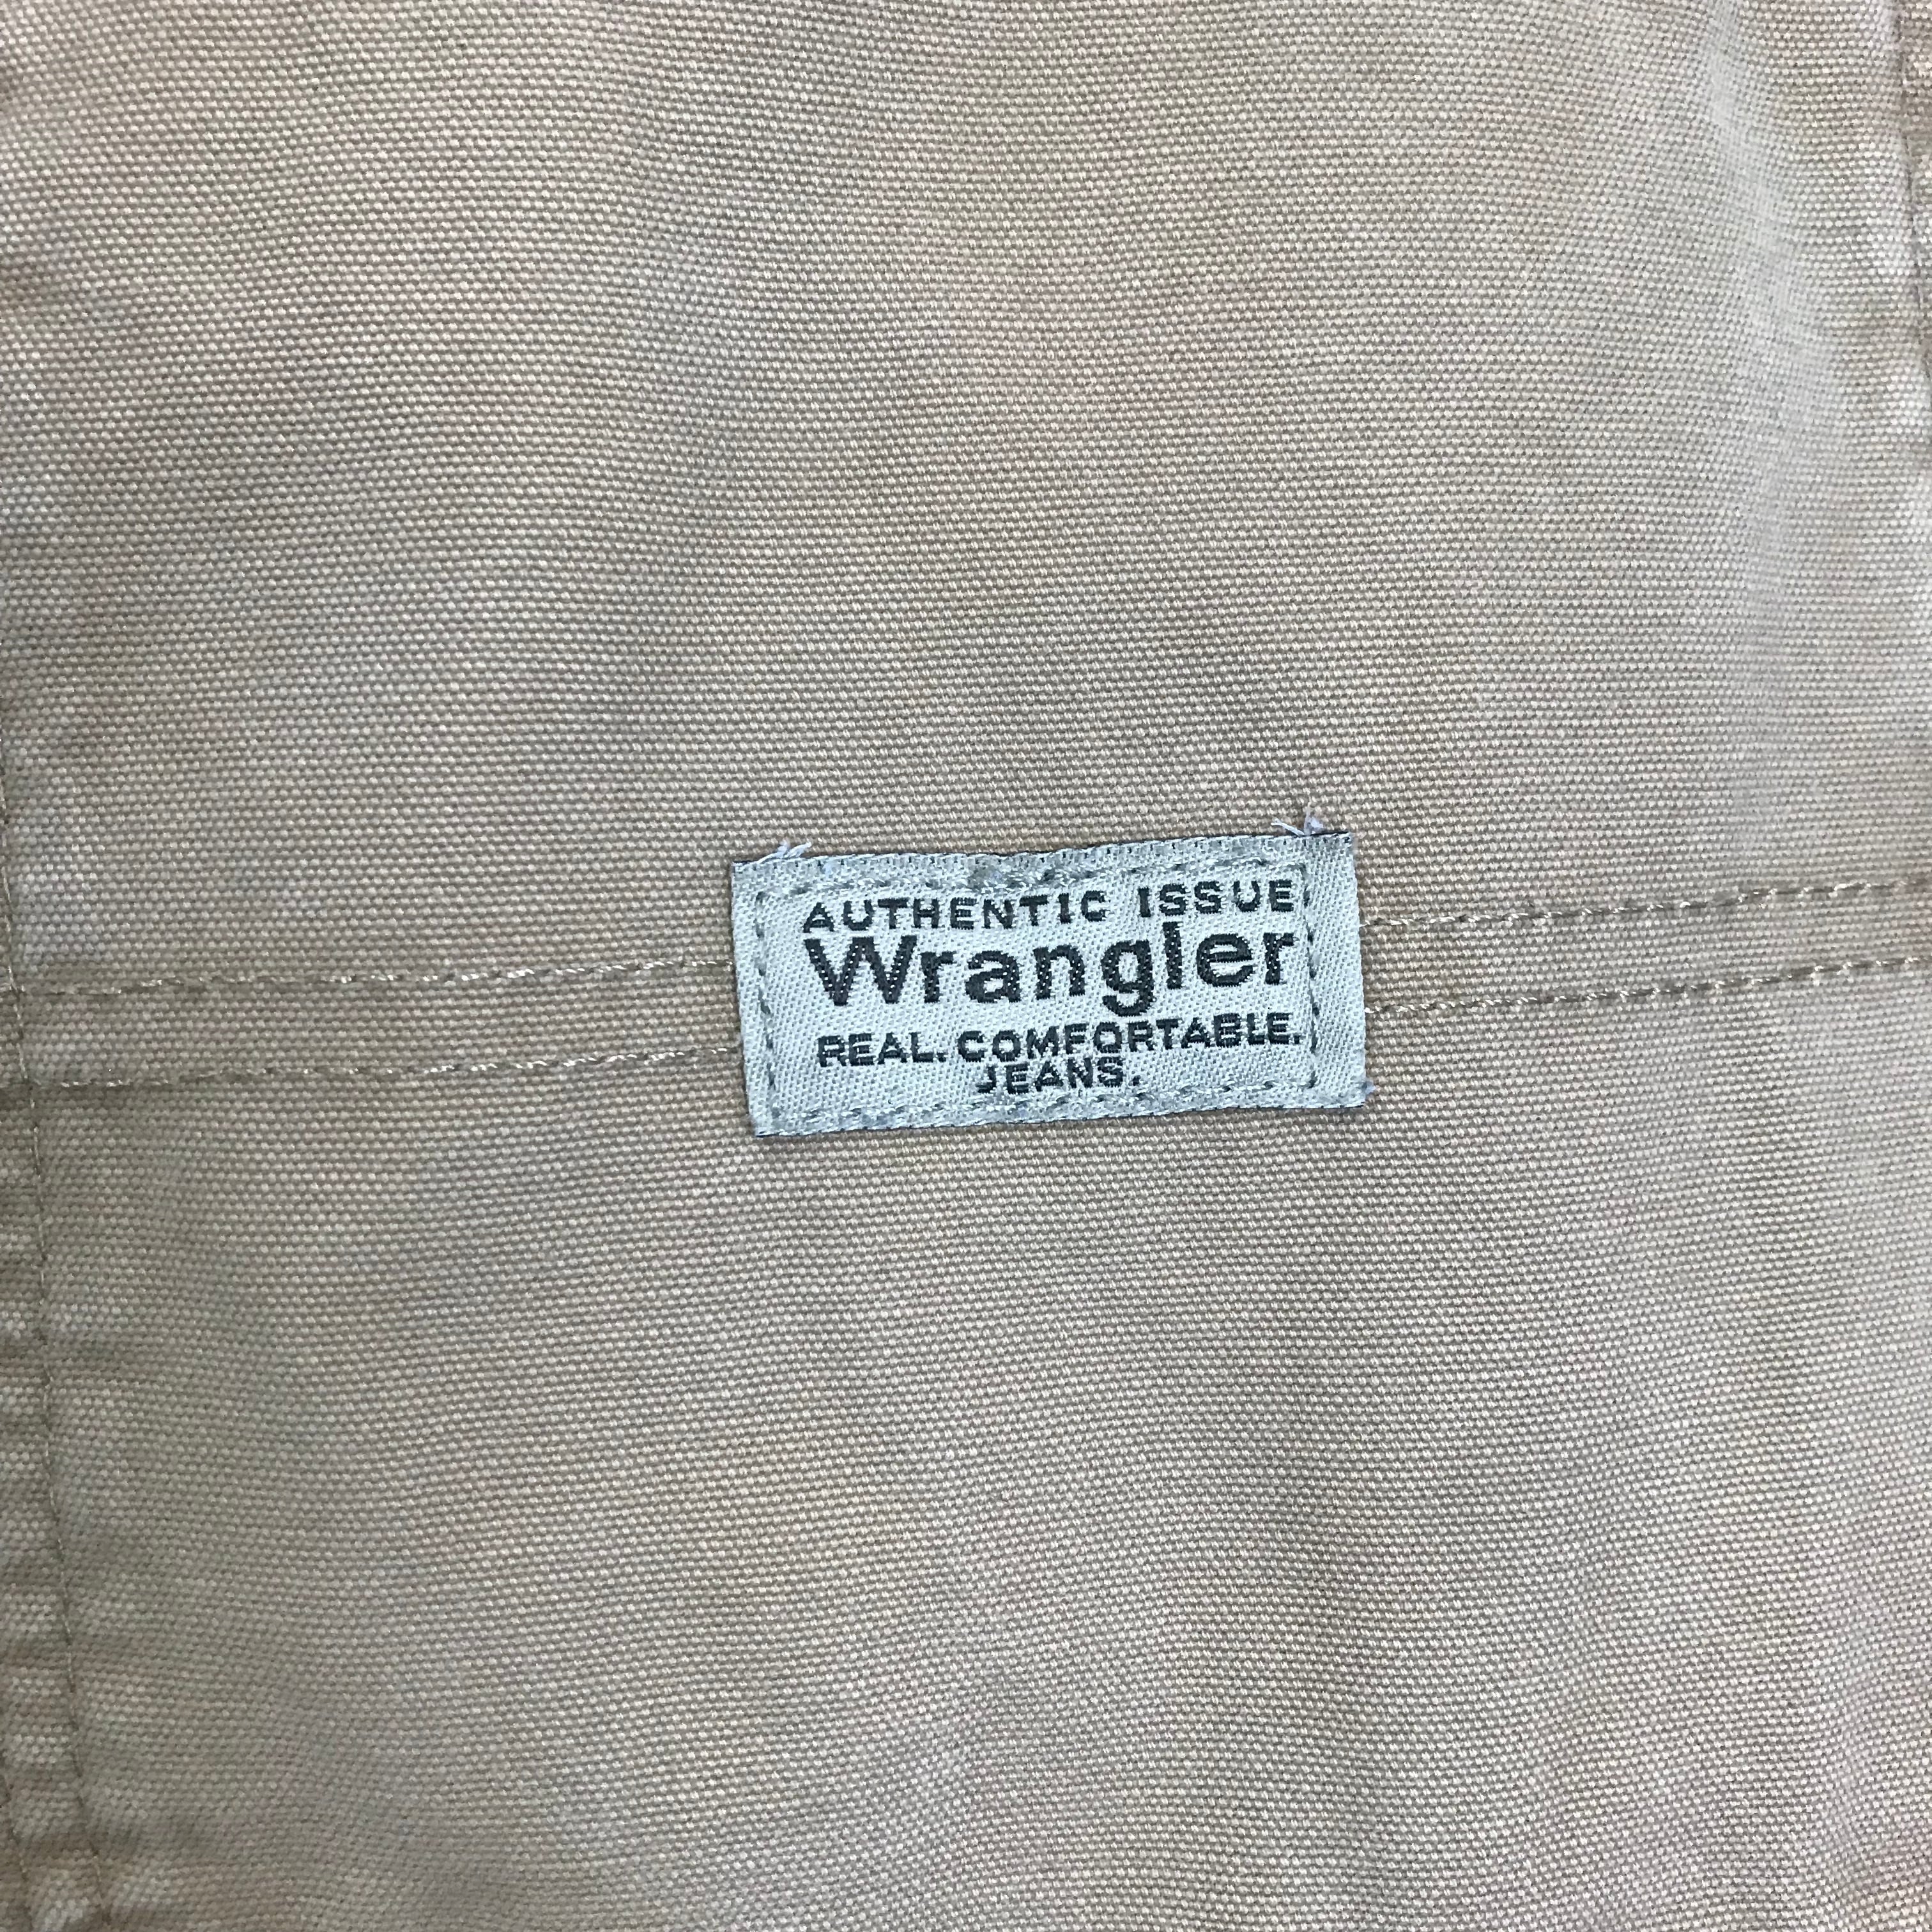 AUTHENTIC ISSUE
Wrangler
REAL. COMFORTABLE.
JEANS.